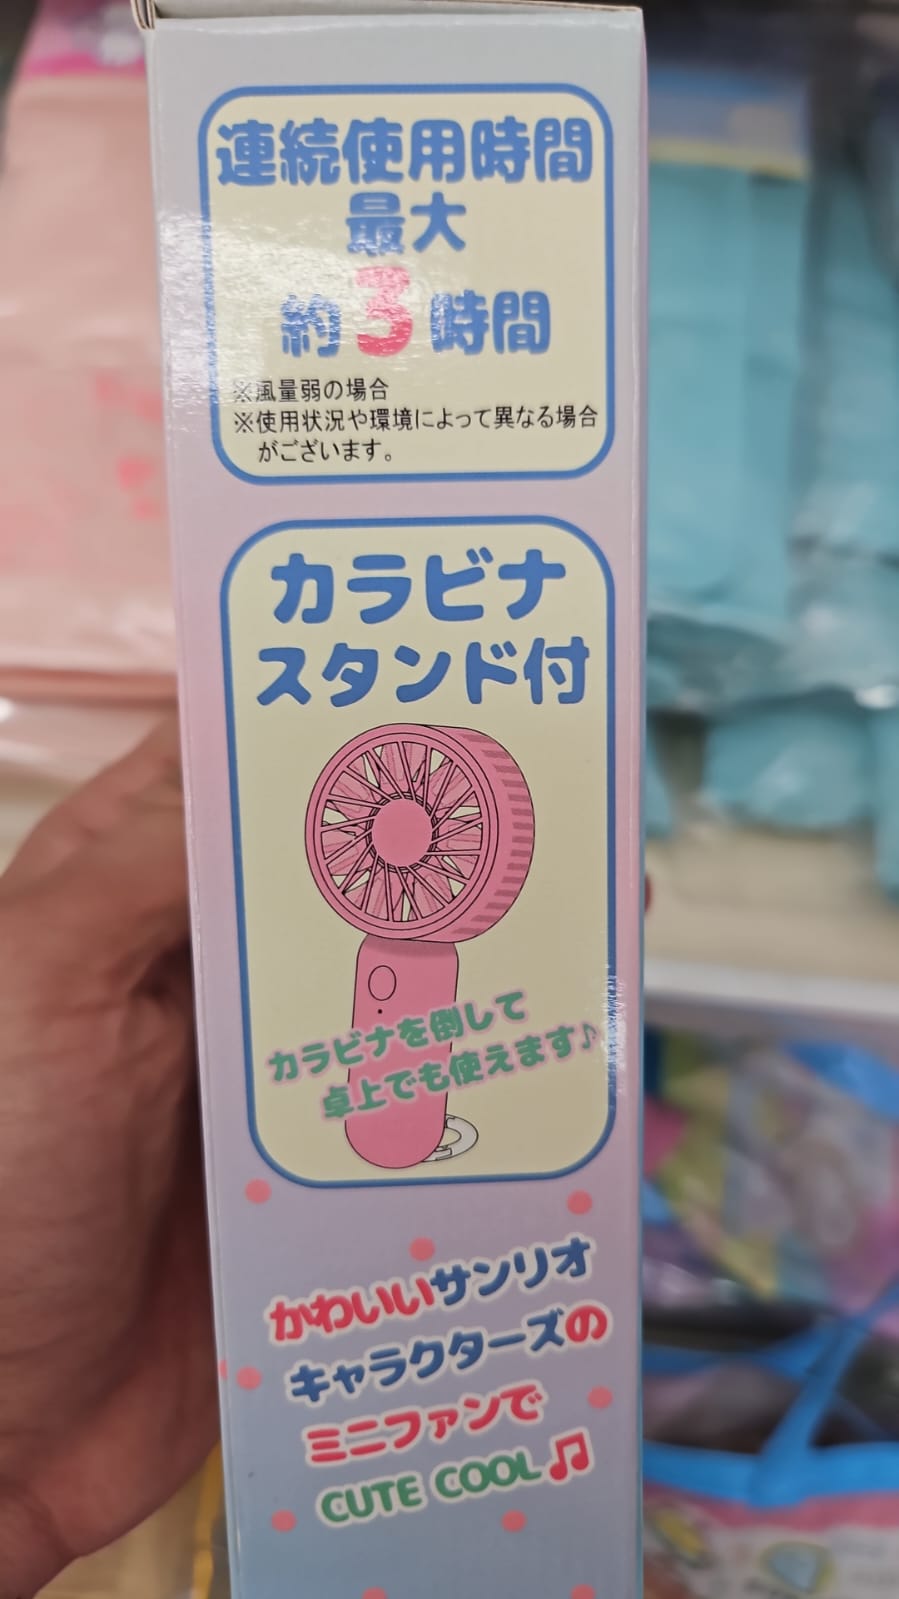 連続使用時間
最大
約3時間
※風量弱の場合
※使用状況や環境によって異なる場合
がございます。
カラビナ
スタンド付
カラビナを倒して
卓上でも使えます♪
かわいいサンリオ
キャラクターズの
ミニファンで
CUTE COOL♫